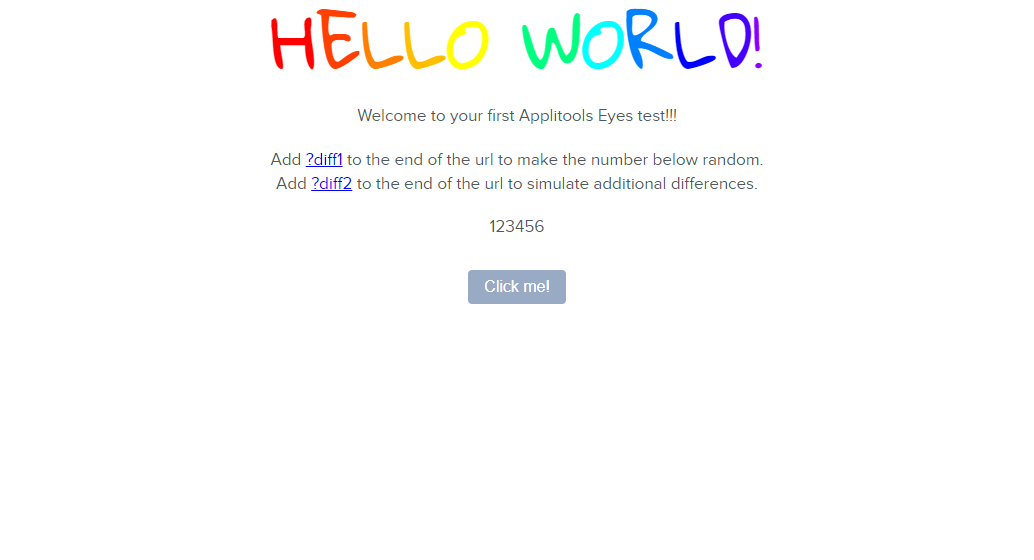 HELLO WORLD!
Welcome to your first Applitools Eyes test!!!
Add ?diff1 to the end of the url to make the number below random.
Add ?diff2 to the end of the url to simulate additional differences.
123456
Click me!